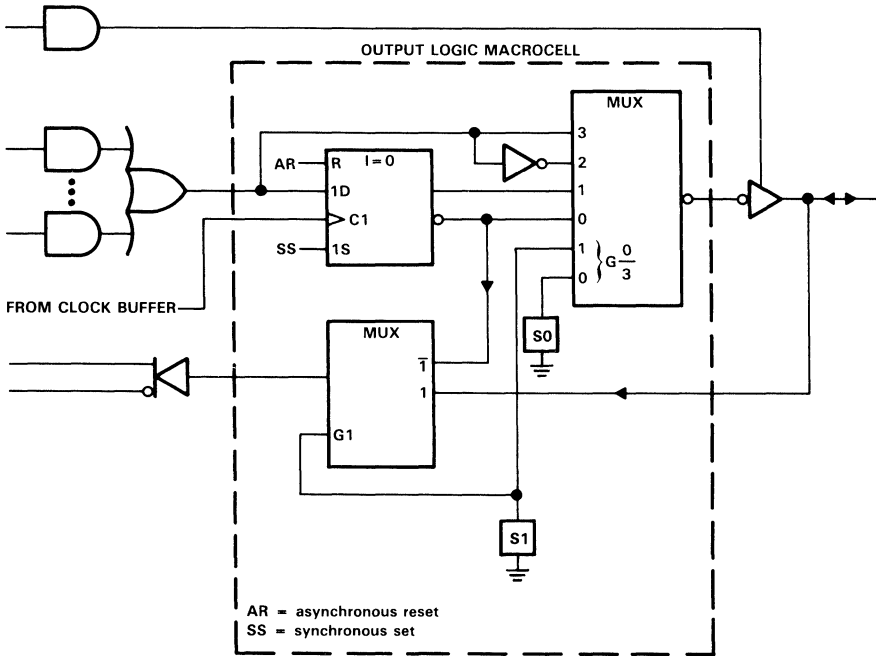 OUTPUT LOGIC MACROCELL
MUX
3
2
1
0
1
0
G 0/3
AR
R
I=0
1D
C1
SS
1S
FROM CLOCK BUFFER
S0
MUX
1̅
1
G1
S1
AR = asynchronous reset
SS = synchronous set